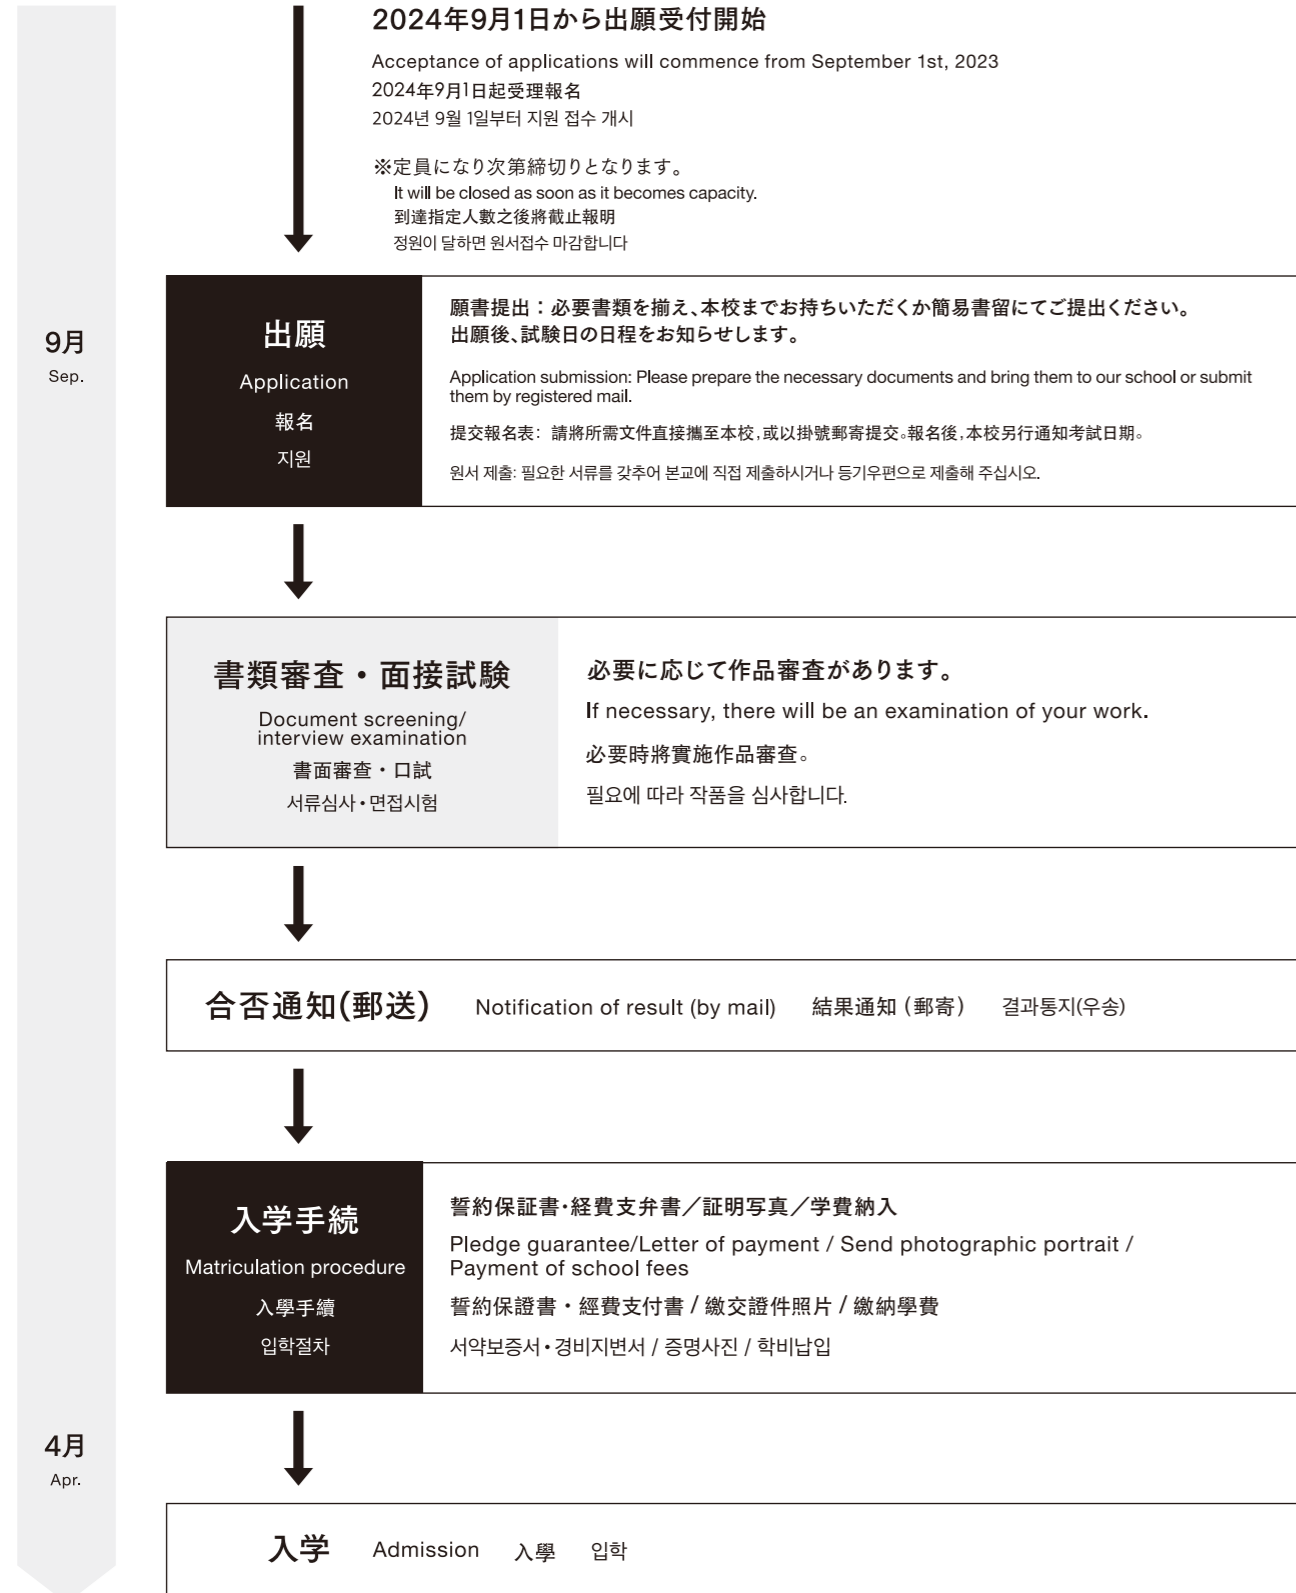 2024年9月1日から出願受付開始
Acceptance of applications will commence from September 1st, 2023
2024年9月1日起受理報名
2024년 9월 1일부터 지원 접수 개시
※定員になり次第締切りとなります。
It will be closed as soon as it becomes capacity.
到達指定人數之後將截止報明
정원이 달하면 원서접수 마감합니다
9月
Sep.
出願
Application
報名
지원
願書提出：必要書類を揃え、本校までお持ちいただくか簡易書留にてご提出ください。
出願後、試験日の日程をお知らせします。
Application submission: Please prepare the necessary documents and bring them to our school or submit
them by registered mail.
提交報名表：請將所需文件直接攜至本校，或以掛號郵寄提交。報名後，本校另行通知考試日期。
원서 제출: 필요한 서류를 갖추어 본교에 직접 제출하시거나 등기우편으로 제출해 주십시오.
書類審査・面接試験
Document screening/
interview examination
書面審査・口試
서류심사・면접시험
必要に応じて作品審査があります。
If necessary, there will be an examination of your work.
必要時將實施作品審查。
필요에 따라 작품을 심사합니다.
合否通知(郵送) Notification of result (by mail) 結果通知（郵寄） 결과통지(우송)
入学手続
Matriculation procedure
入學手續
입학절차
誓約保証書・経費支弁書／証明写真／学費納入
Pledge guarantee/Letter of payment / Send photographic portrait /
Payment of school fees
誓約保證書・經費支付書 / 繳交證件照片 / 繳納學費
서약보증서・경비지변서 / 증명사진 / 학비납입
4月
Apr.
入学 Admission 入學 입학